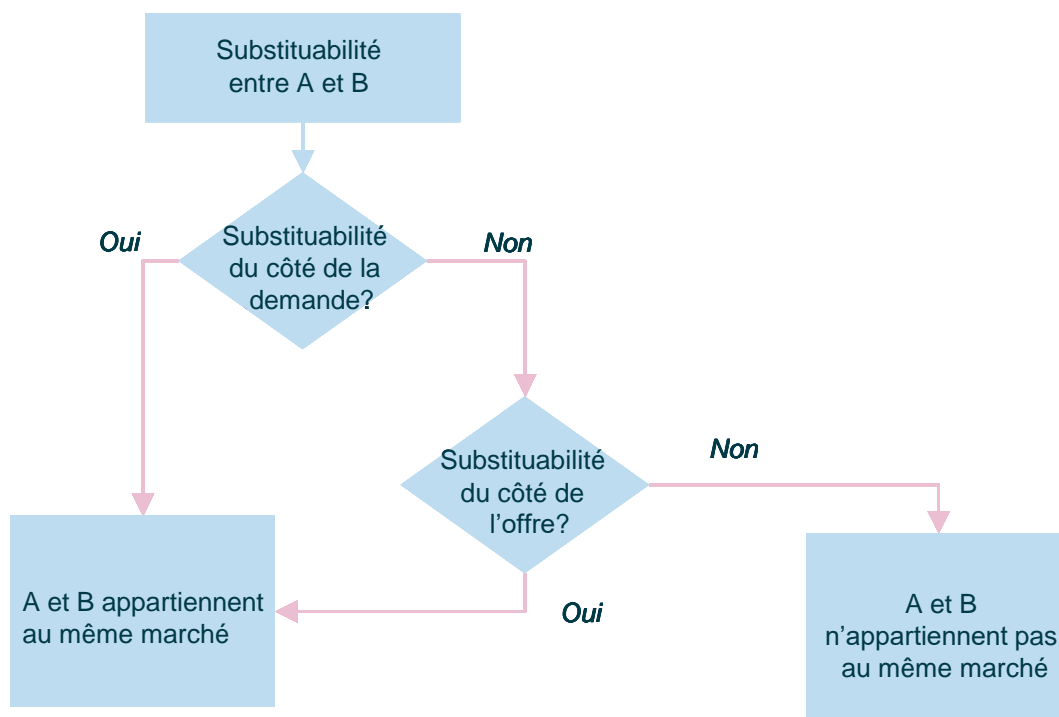 Substituabilité
entre A et B
Oui
Substituabilité
du côté de la
demande?
Non
Substituabilité
du côté de
l’offre?
Non
A et B appartiennent
au même marché
Oui
A et B
n’appartiennent pas
au même marché